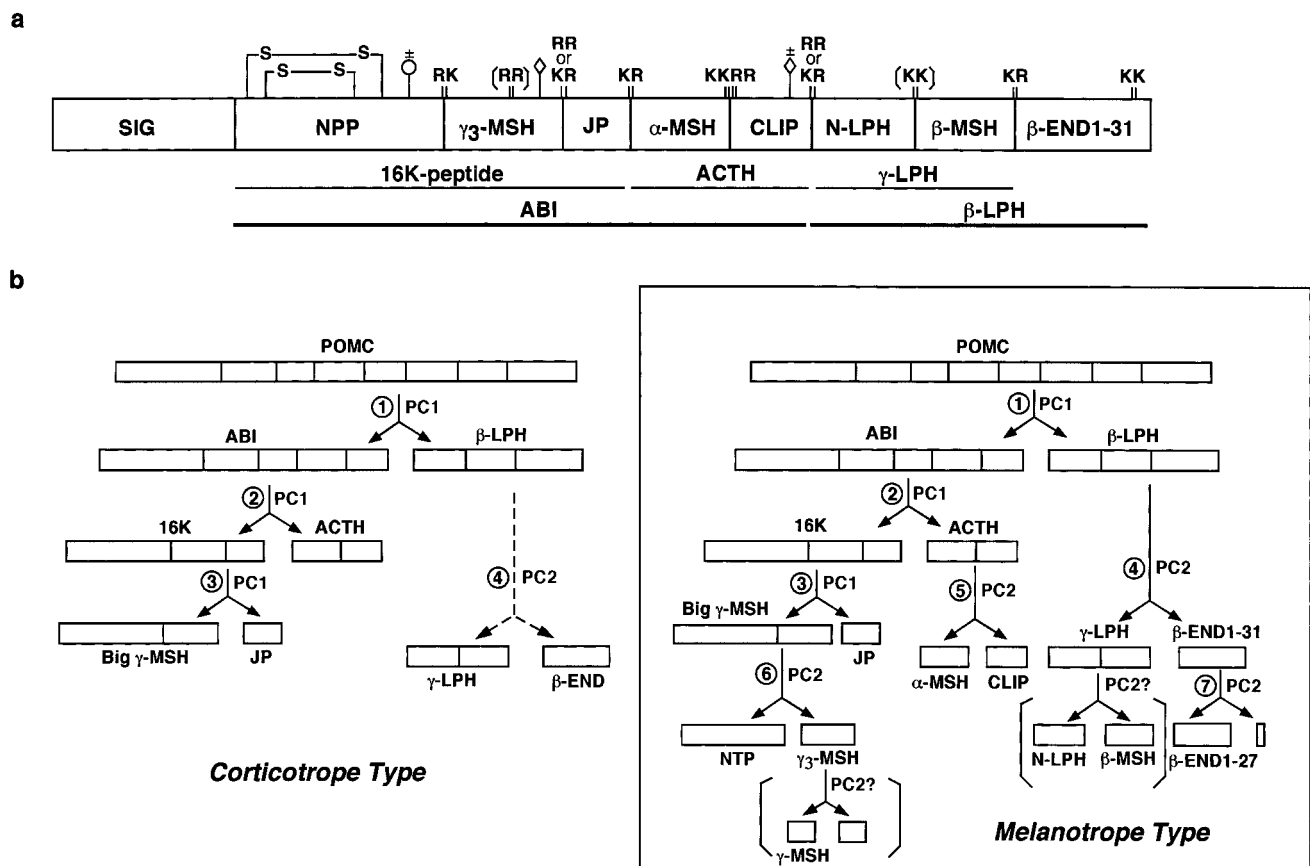 a
S S
S S
±
RK
(RR)
RR
or
KR
KR
KKRR
±
RR
or
KR
(KK)
KR
KK
SIG NPP γ3-MSH JP α-MSH CLIP N-LPH β-MSH β-END1-31
16K-peptide ACTH γ-LPH
ABI β-LPH
b
POMC
1 PC1
ABI β-LPH
2 PC1
16K ACTH
3 PC1
4 PC2
Big γ-MSH JP
γ-LPH β-END
Corticotrope Type
POMC
1 PC1
ABI β-LPH
2 PC1
16K ACTH
3 PC1
5 PC2
4 PC2
Big γ-MSH JP
α-MSH CLIP
γ-LPH β-END1-31
6 PC2
PC2?
7 PC2
NTP γ3-MSH
N-LPH β-MSH β-END1-27
PC2?
γ-MSH
Melanotrope Type